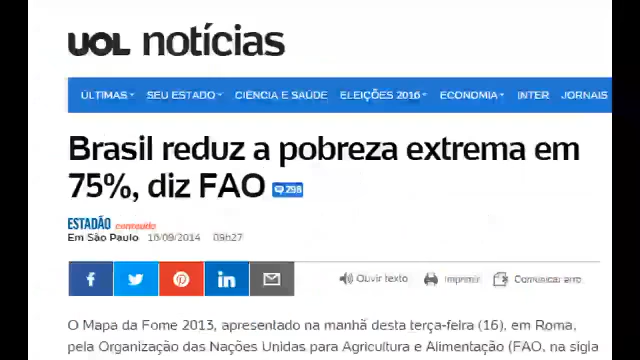 UOL notícias
ÚLTIMAS SEU ESTADO CIÊNCIA E SAÚDE ELEIÇÕES 2016 ECONOMIA INTER JORNAIS
Brasil reduz a pobreza extrema em
75%, diz FAO 298
ESTADÃO conteúdo
Em São Paulo 16/09/2014 09h27
f in Ouvir texto Imprimir Comunicar erro
O Mapa da Fome 2013, apresentado na manhã desta terça-feira (16), em Roma,
pela Organização das Nações Unidas para Agricultura e Alimentação (FAO, na sigla